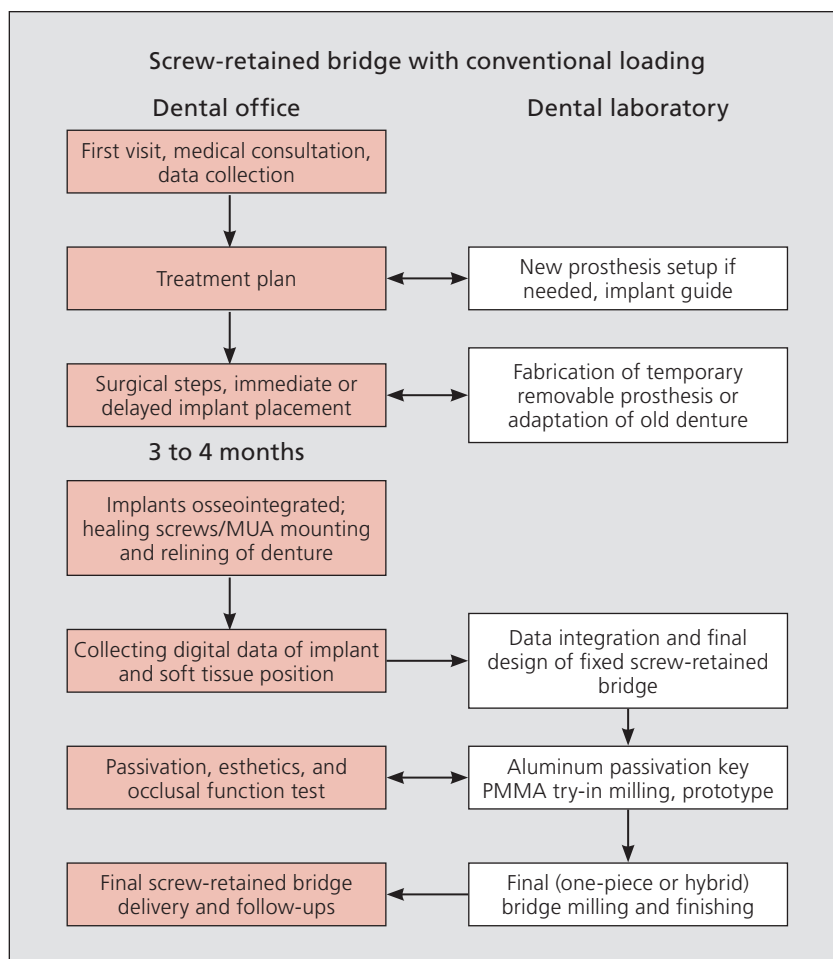 Screw-retained bridge with conventional loading
Dental office
Dental laboratory
First visit, medical consultation,
data collection
Treatment plan
New prosthesis setup if
needed, implant guide
Surgical steps, immediate or
delayed implant placement
Fabrication of temporary
removable prosthesis or
adaptation of old denture
3 to 4 months
Implants osseointegrated;
healing screws/MUA mounting
and relining of denture
Collecting digital data of implant
and soft tissue position
Data integration and final
design of fixed screw-retained
bridge
Passivation, esthetics, and
occlusal function test
Aluminum passivation key
PMMA try-in milling, prototype
Final screw-retained bridge
delivery and follow-ups
Final (one-piece or hybrid)
bridge milling and finishing